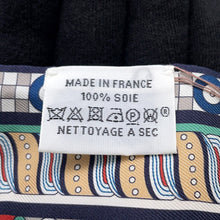 MADE IN FRANCE
100% SOIE
®
NETTOYAGE A SEC